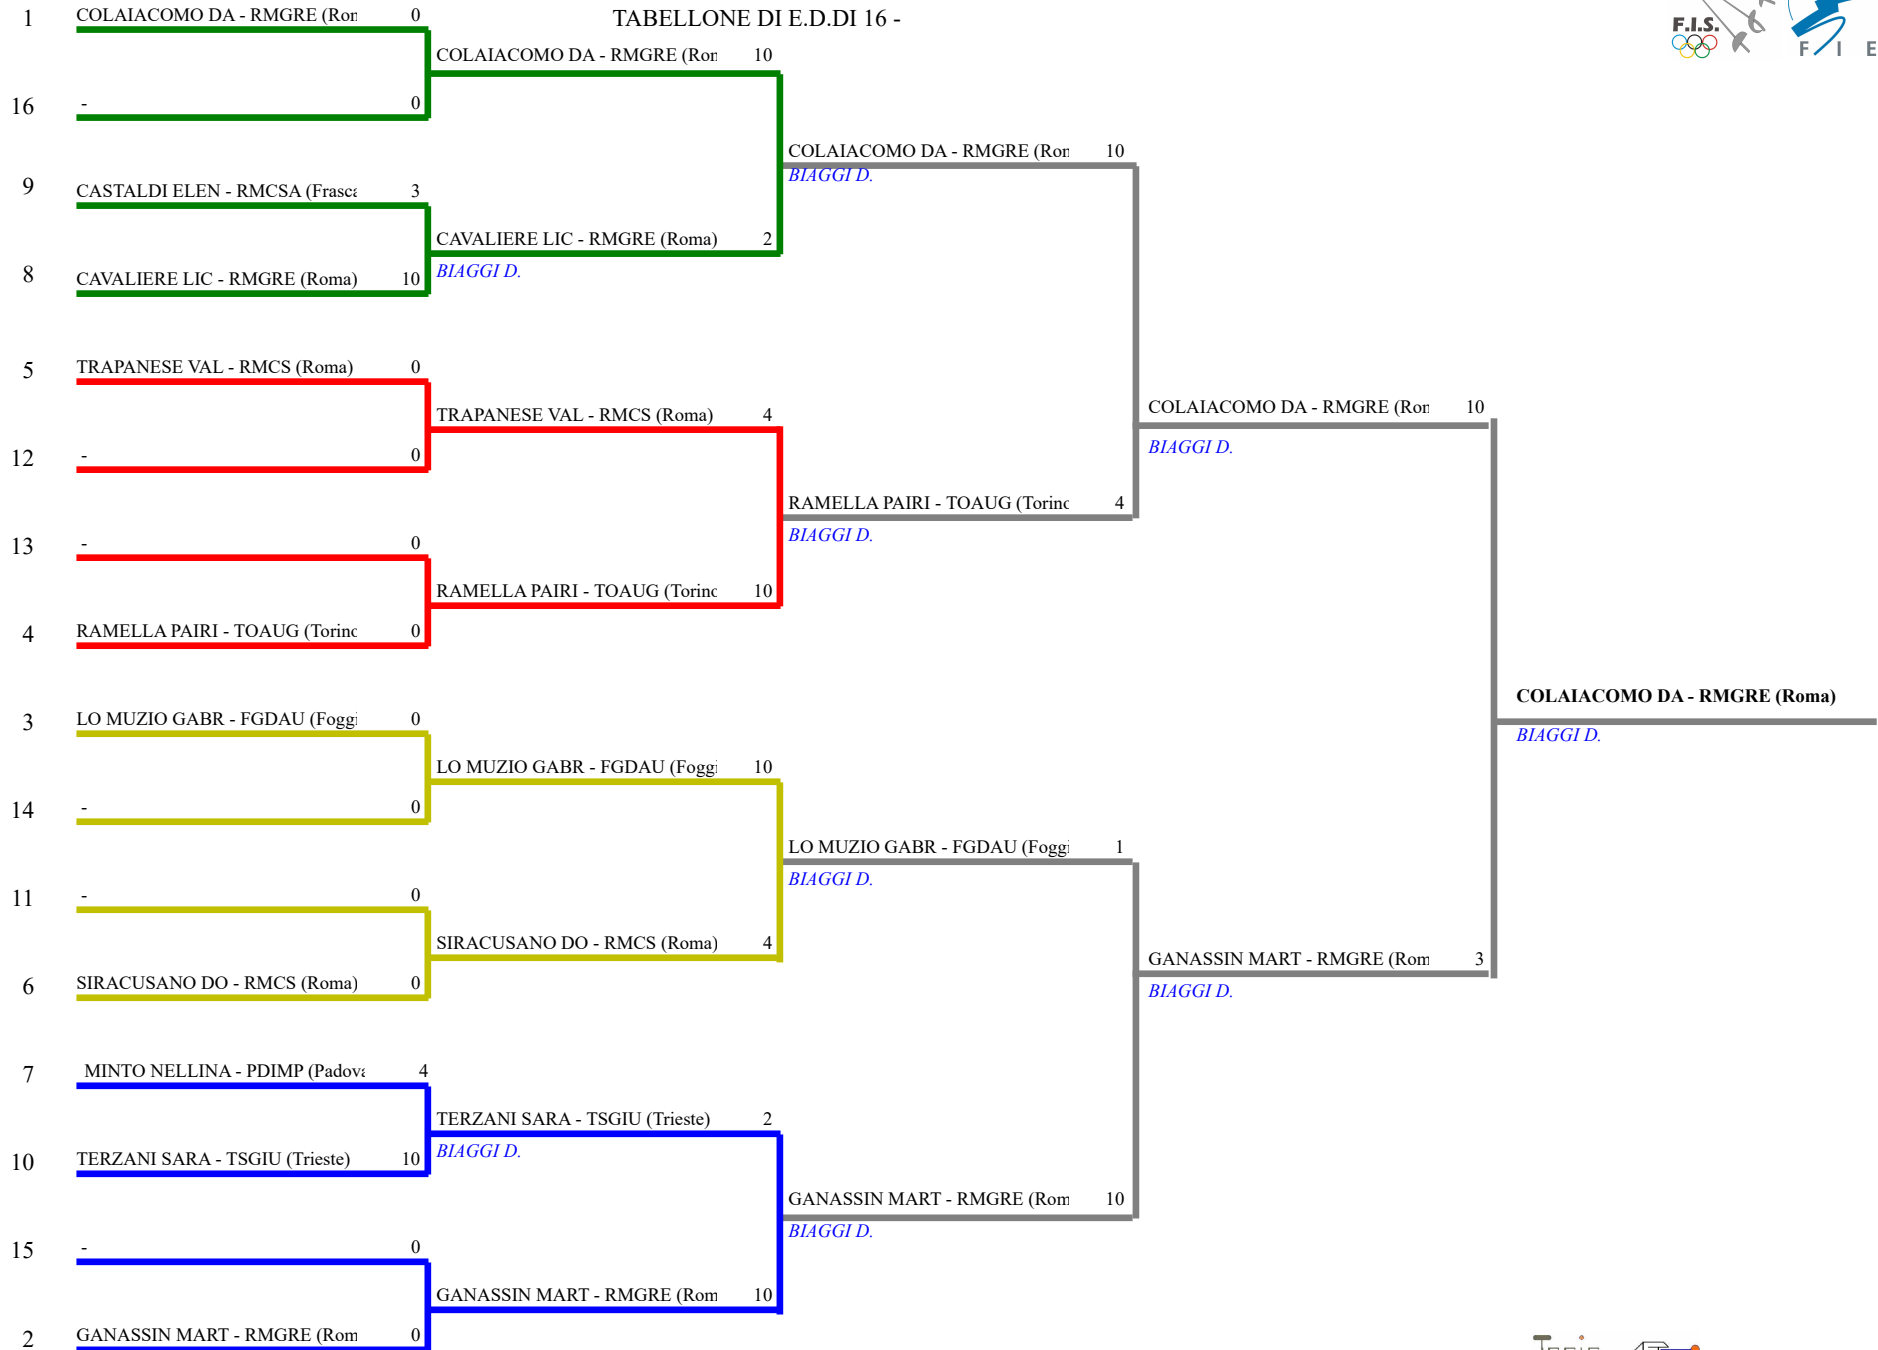 TABELLONE DI E.D.DI 16 -
F.I.S.
F I E
1 COLAIACOMO DA - RMGRE (Ron 0
COLAIACOMO DA - RMGRE (Ron 10
16 - 0
COLAIACOMO DA - RMGRE (Ron 10
BIAGGI D.
9 CASTALDI ELEN - RMCSA (Frasca 3
CAVALIERE LIC - RMGRE (Roma) 2
BIAGGI D.
8 CAVALIERE LIC - RMGRE (Roma) 10
5 TRAPANESE VAL - RMCS (Roma) 0
TRAPANESE VAL - RMCS (Roma) 4
COLAIACOMO DA - RMGRE (Ron 10
BIAGGI D.
12 - 0
RAMELLA PAIRI - TOAUG (Torino 4
BIAGGI D.
13 - 0
RAMELLA PAIRI - TOAUG (Torino 10
4 RAMELLA PAIRI - TOAUG (Torino 0
COLAIACOMO DA - RMGRE (Roma)
BIAGGI D.
3 LO MUZIO GABR - FGDAU (Foggi 0
LO MUZIO GABR - FGDAU (Foggi 10
14 - 0
LO MUZIO GABR - FGDAU (Foggi 1
BIAGGI D.
11 - 0
SIRACUSANO DO - RMCS (Roma) 4
GANASSIN MART - RMGRE (Rom 3
BIAGGI D.
6 SIRACUSANO DO - RMCS (Roma) 0
7 MINTO NELLINA - PDIMP (Padova 4
TERZANI SARA - TSGIU (Trieste) 2
BIAGGI D.
10 TERZANI SARA - TSGIU (Trieste) 10
GANASSIN MART - RMGRE (Rom 10
BIAGGI D.
15 - 0
GANASSIN MART - RMGRE (Rom 10
2 GANASSIN MART - RMGRE (Rom 0